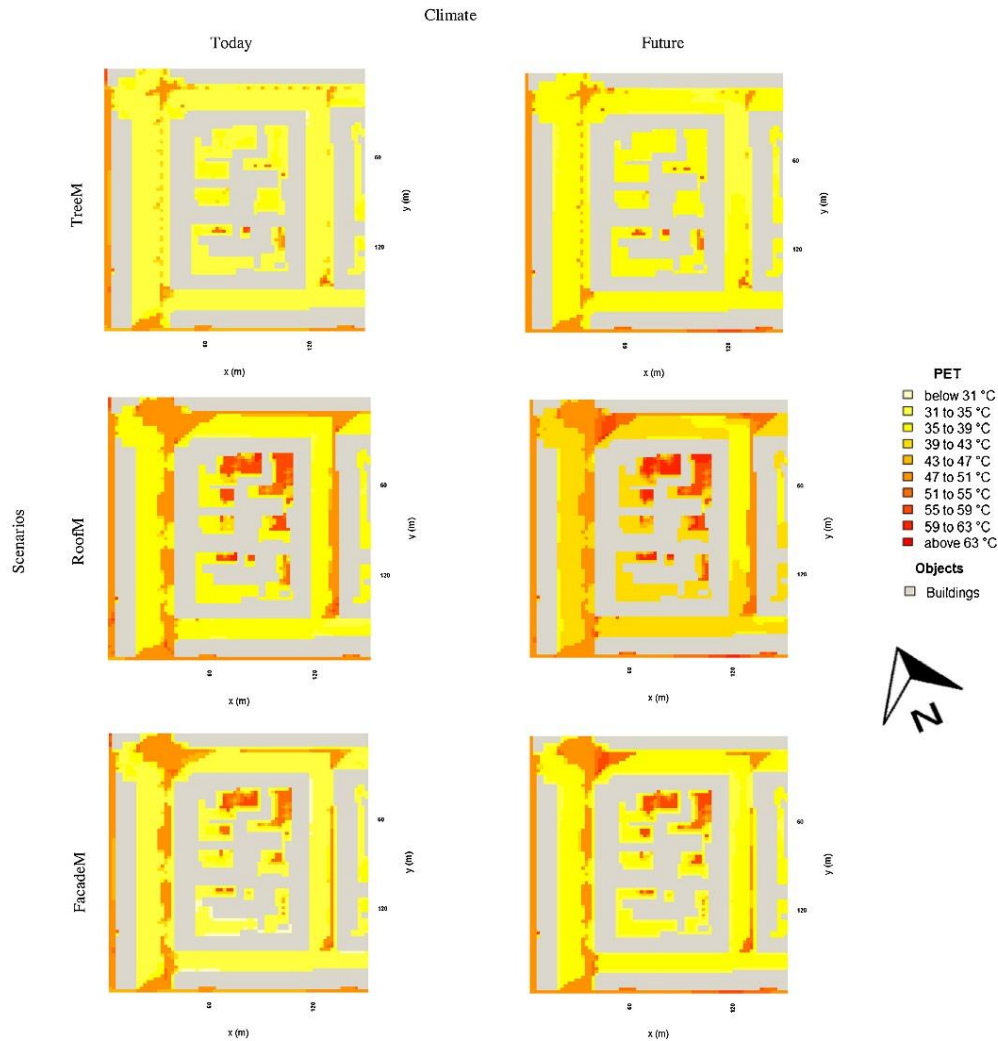 Climate
Today
Future
TreeM
60
120
y (m)
60
120
x (m)
60
120
y (m)
60
120
x (m)
Scenarios
RoofM
60
120
y (m)
60
120
x (m)
60
120
y (m)
60
120
x (m)
FacadeM
60
120
y (m)
60
120
x (m)
60
120
y (m)
60
120
x (m)
PET
below 31 °C
31 to 35 °C
35 to 39 °C
39 to 43 °C
43 to 47 °C
47 to 51 °C
51 to 55 °C
55 to 59 °C
59 to 63 °C
above 63 °C
Objects
Buildings
N